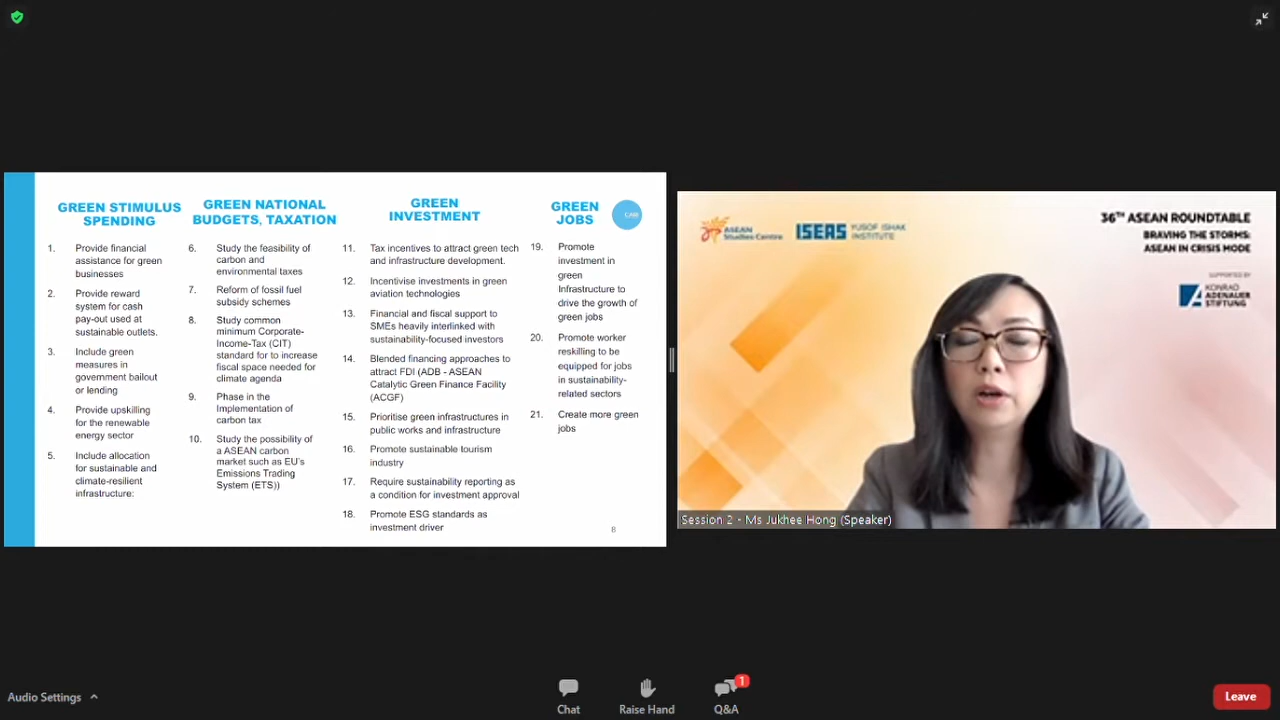 GREEN STIMULUS
SPENDING
1. Provide financial
assistance for green
businesses
2. Provide reward
system for cash
pay-out used at
sustainable outlets.
3. Include green
measures in
government bailout
or lending
4. Provide upskilling
for the renewable
energy sector
5. Include allocation
for sustainable and
climate-resilient
infrastructure:
GREEN NATIONAL
BUDGETS, TAXATION
6. Study the feasibility of
carbon and
environmental taxes
7. Reform of fossil fuel
subsidy schemes
8. Study common
minimum Corporate-
Income-Tax (CIT)
standard for to increase
fiscal space needed for
climate agenda
9. Phase in the
Implementation of
carbon tax
10. Study the possibility of
a ASEAN carbon
market such as EU's
Emissions Trading
System (ETS))
GREEN
INVESTMENT
11. Tax incentives to attract green tech
and infrastructure development.
12. Incentivise investments in green
aviation technologies
13. Financial and fiscal support to
SMEs heavily interlinked with
sustainability-focused investors
14. Blended financing approaches to
attract FDI (ADB - ASEAN
Catalytic Green Finance Facility
(ACGF)
15. Prioritise green infrastructures in
public works and infrastructure
16. Promote sustainable tourism
industry
17. Require sustainability reporting as
a condition for investment approval
18. Promote ESG standards as
investment driver
GREEN
JOBS
19. Promote
investment in
green
Infrastructure to
drive the growth of
green jobs
20. Promote worker
reskilling to be
equipped for jobs
in sustainability-
related sectors
21. Create more green
jobs
8
ASEAN
Studies Centre
ISEAS YUSOF ISHAK
INSTITUTE
36TH ASEAN ROUNDTABLE
BRAVING THE STORMS:
ASEAN IN CRISIS MODE
SUPPORTED BY
KONRAD
ADENAUER
STIFTUNG
Session 2 - Ms Jukhee Hong (Speaker)
Audio Settings
Chat
Raise Hand
1
Q&A
Leave